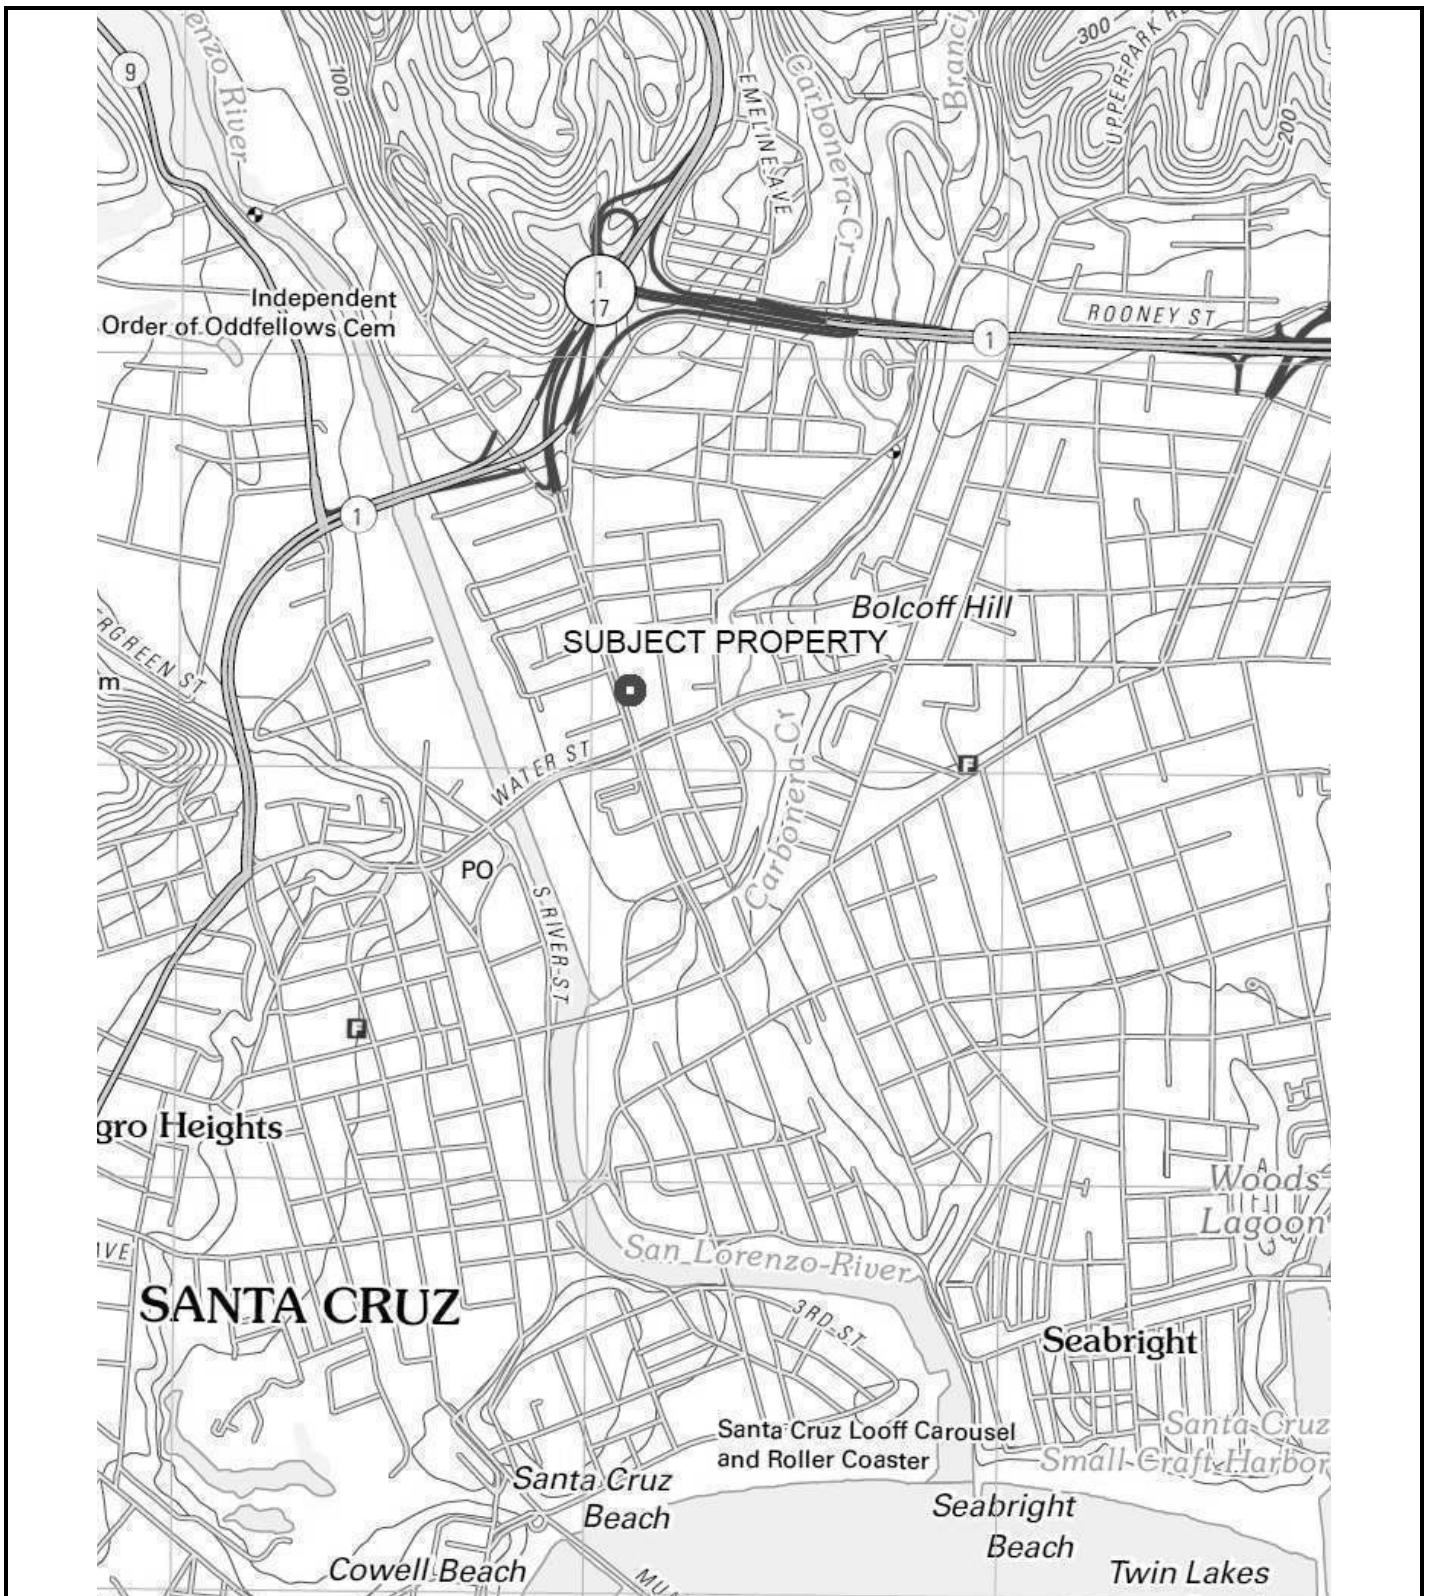 enzo River
9
100
EMELINE AVE
Carbonera Cr
Branci
300
UPPER PARK
200
Independent
Order of Oddfellows Cem
1
17
ROONEY ST
1
1
Bolcoff Hill
SUBJECT PROPERTY
ERGREEN ST
m
WATER ST
Carbonera Cr
F
PO
S RIVER ST
F
gro Heights
Woods
Lagoon
AVE
San Lorenzo River
SANTA CRUZ
3RD ST
Seabright
Santa Cruz Looff Carousel
and Roller Coaster
Santa Cruz
Small Craft Harbor
Santa Cruz
Beach
Seabright
Beach
Cowell Beach
MUN
Twin Lakes